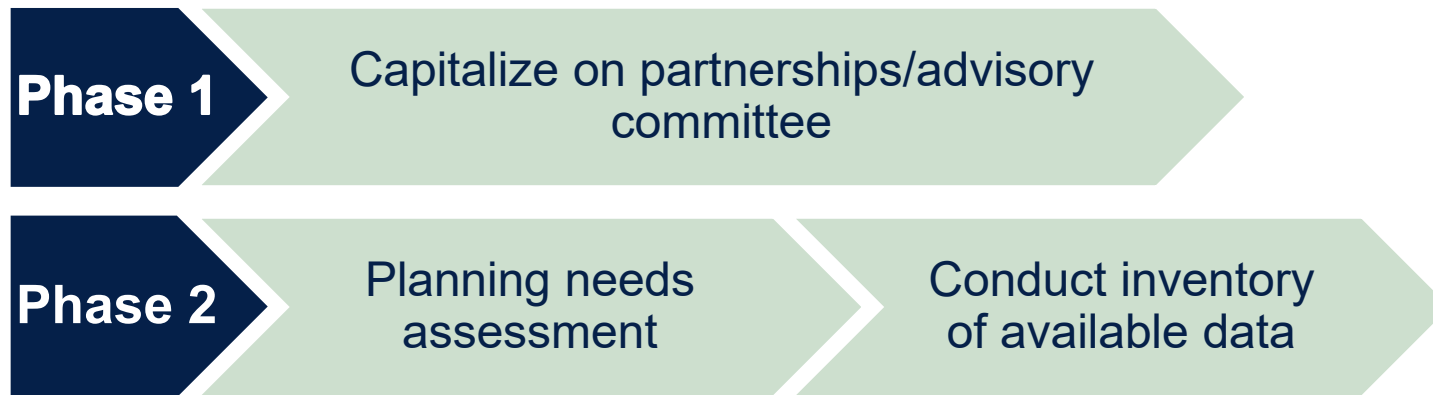 Phase 1
Capitalize on partnerships/advisory
committee
Phase 2
Planning needs
assessment
Conduct inventory
of available data